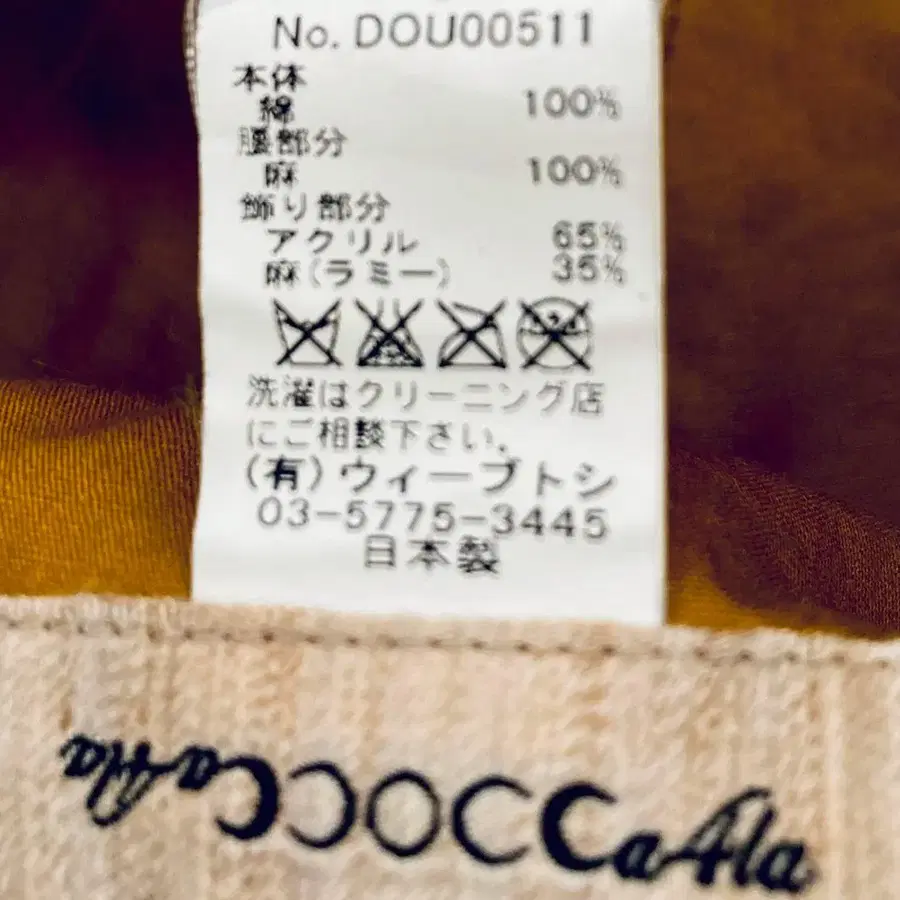 No. DOU00511
本体
綿 100%
腰部分
麻 100%
飾り部分
アクリル 65%
麻(ラミー) 35%
洗濯はクリーニング店
にご相談下さい.
(有)ウィーブトシ
03-5775-3445
日本製
OCCaAla